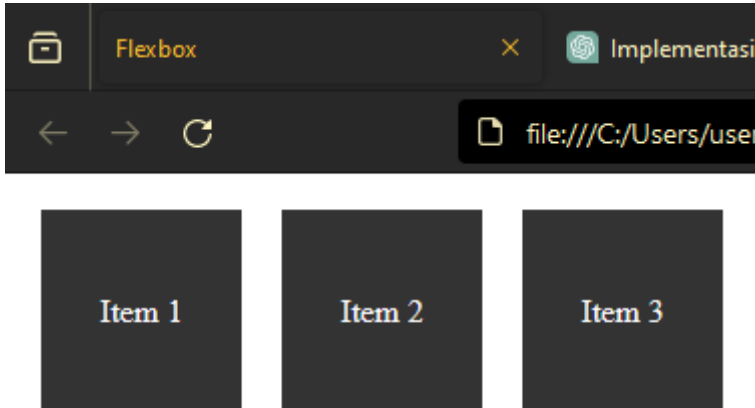 Flexbox
Implementasi
file:///C:/Users/user
Item 1
Item 2
Item 3